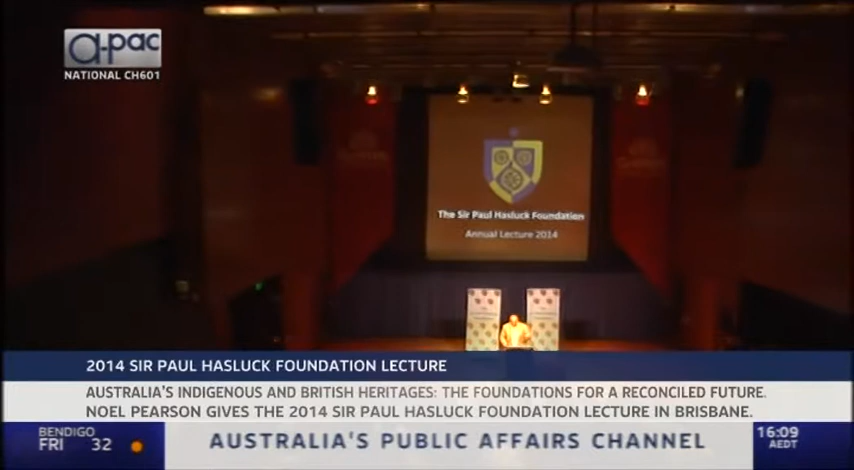 a-pac
NATIONAL CH601
The Sir Paul Hasluck Foundation
Annual Lecture 2014
2014 SIR PAUL HASLUCK FOUNDATION LECTURE
AUSTRALIA'S INDIGENOUS AND BRITISH HERITAGES: THE FOUNDATIONS FOR A RECONCILED FUTURE.
NOEL PEARSON GIVES THE 2014 SIR PAUL HASLUCK FOUNDATION LECTURE IN BRISBANE.
BENDIGO
FRI 32
AUSTRALIA'S PUBLIC AFFAIRS CHANNEL
16:09
AEDT